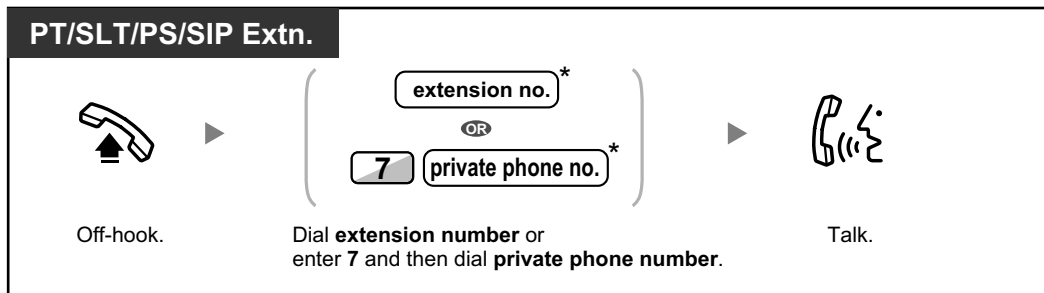 PT/SLT/PS/SIP Extn.
extension no.*
OR
7 private phone no.*
Off-hook.
Dial extension number or
enter 7 and then dial private phone number.
Talk.